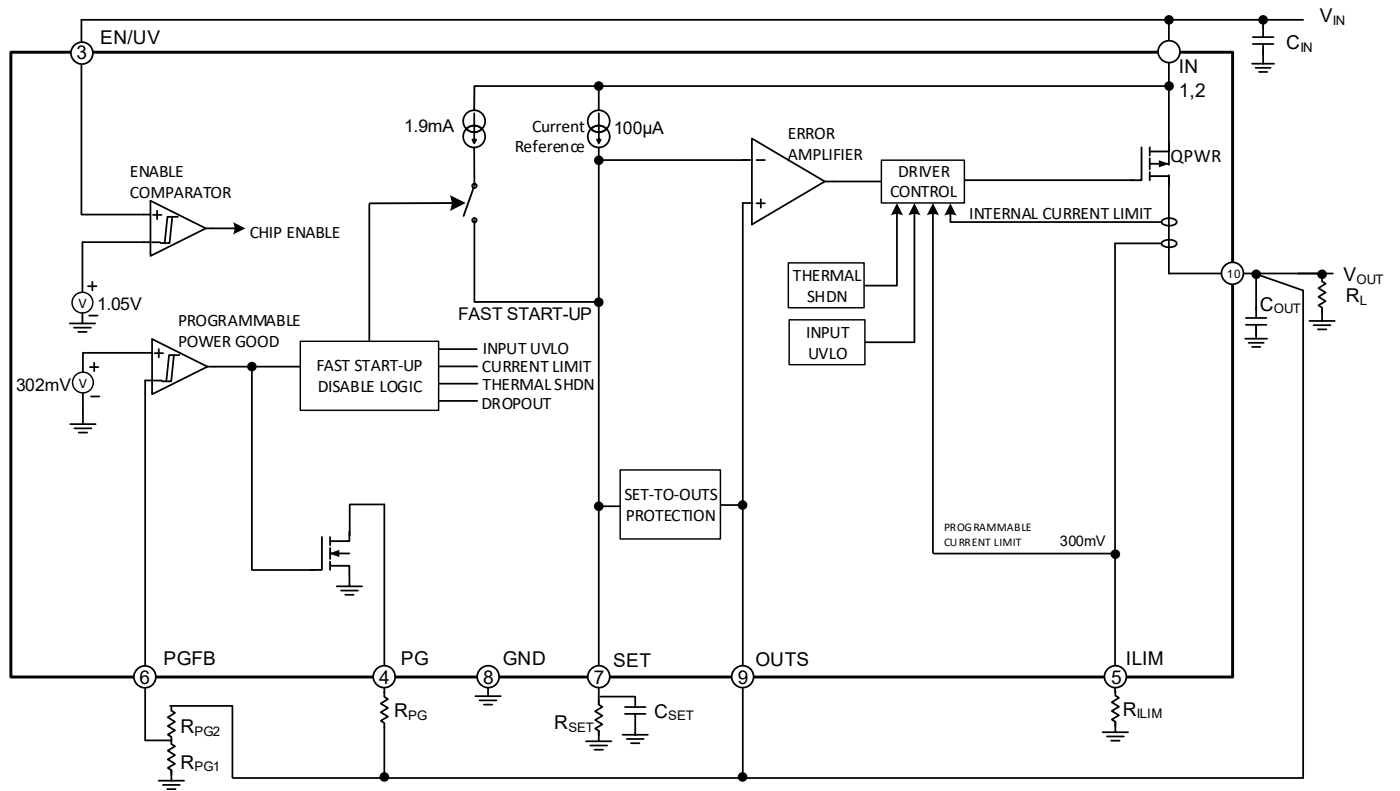 V_IN
3
EN/UV
C_IN
IN
1,2
1.9mA
Current
Reference
100µA
ERROR
AMPLIFIER
−
+
DRIVER
CONTROL
QPWR
ENABLE
COMPARATOR
+
−
CHIP ENABLE
INTERNAL CURRENT LIMIT
V
+
−
1.05V
THERMAL
SHDN
10
V_OUT
R_L
C_OUT
FAST START-UP
PROGRAMMABLE
POWER GOOD
INPUT
UVLO
+
−
302mV
V
+
−
FAST START-UP
DISABLE LOGIC
INPUT UVLO
CURRENT LIMIT
THERMAL SHDN
DROPOUT
SET-TO-OUTS
PROTECTION
PROGRAMMABLE
CURRENT LIMIT
300mV
PGFB
PG
GND
SET
OUTS
ILIM
6
4
8
7
9
5
R_PG2
R_PG1
R_PG
R_SET
C_SET
R_ILIM